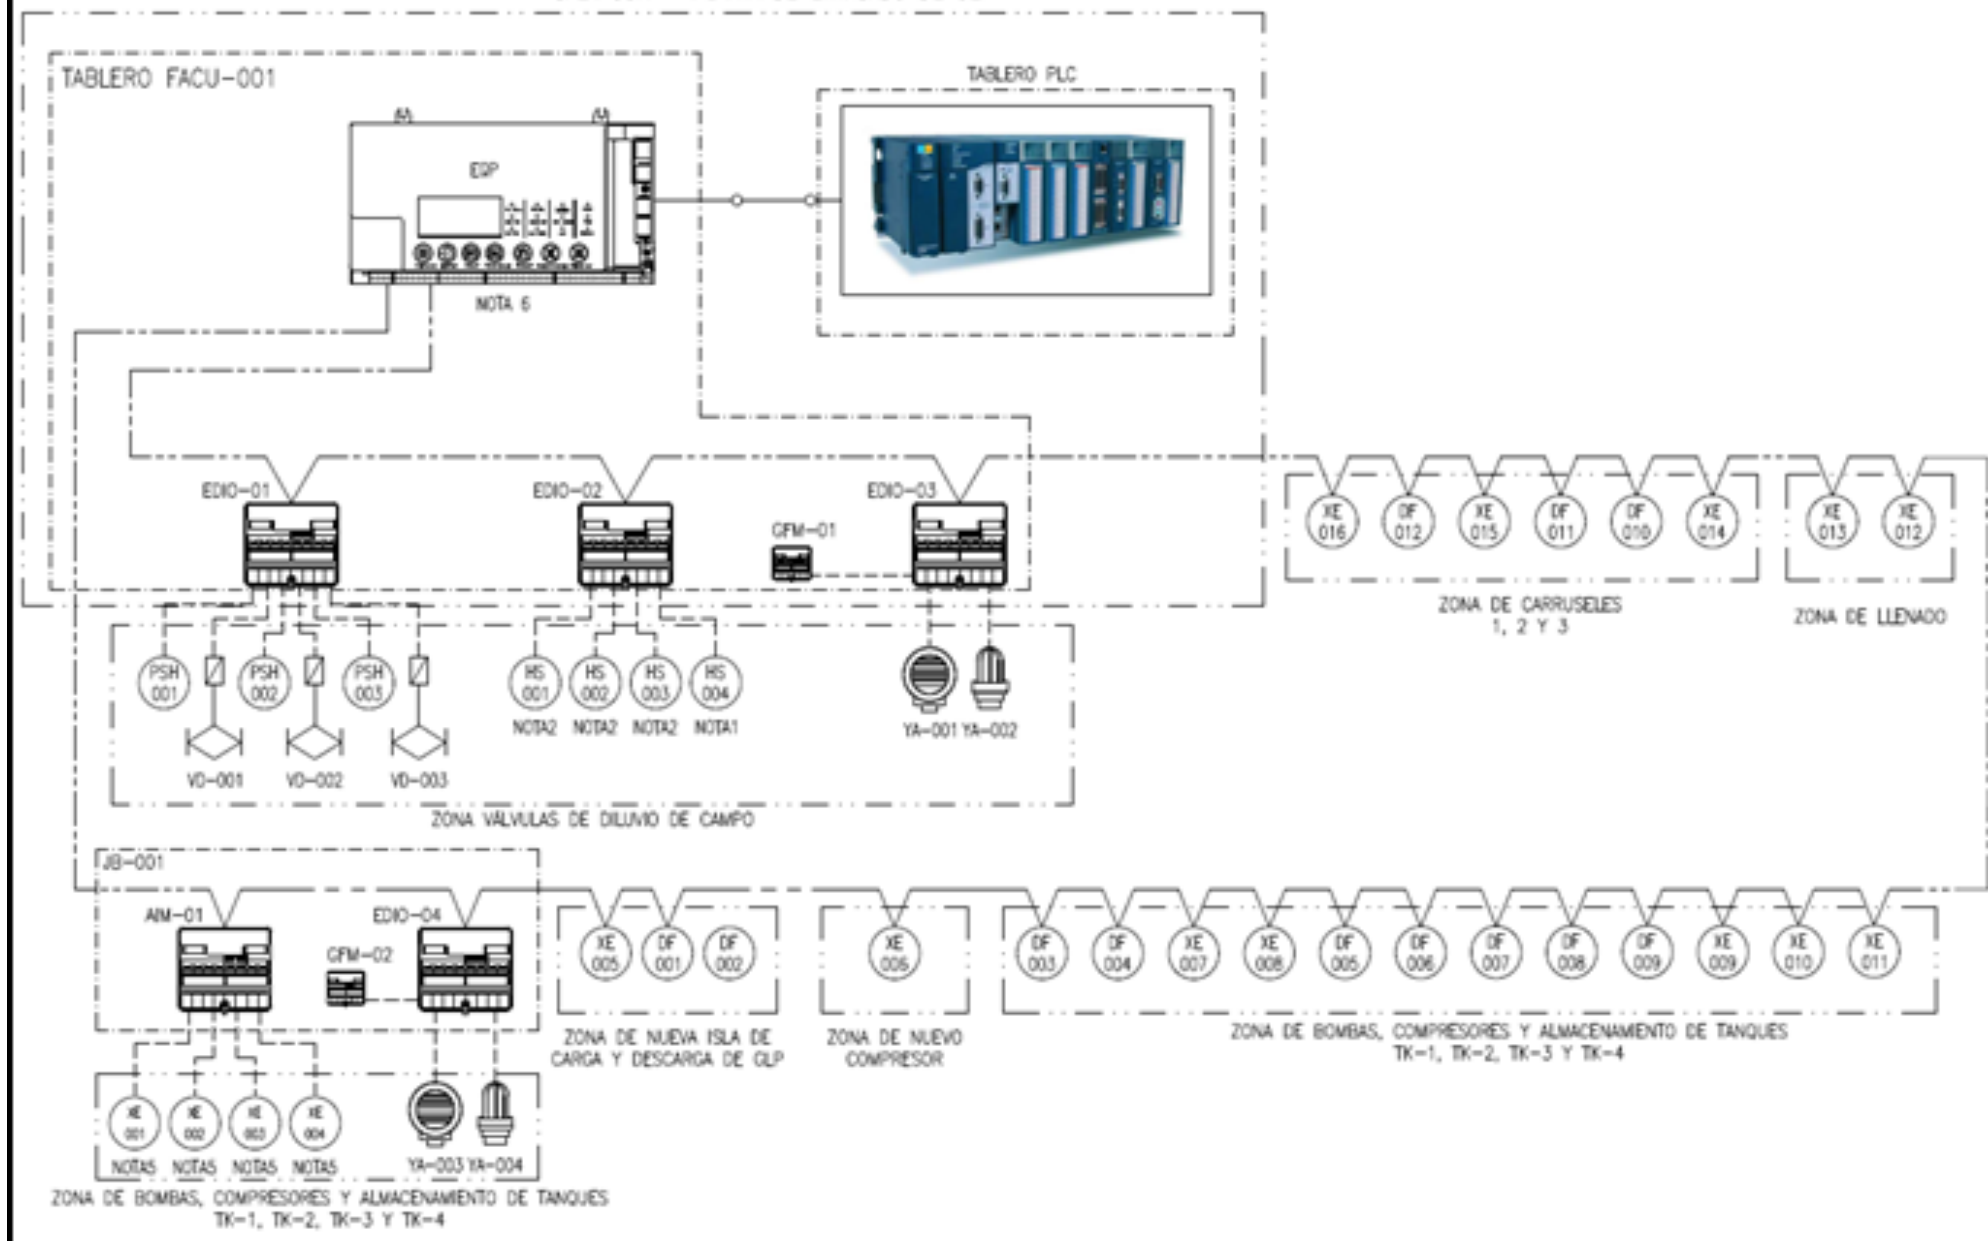 TABLERO FACU-001
TABLERO PLC
EQP
NOTA 6
EDIO-01
EDIO-02
EDIO-03
GFM-01
XE 016
DF 012
XE 015
DF 011
DF 010
XE 014
XE 013
XE 012
ZONA DE CARRUSELES
1, 2 Y 3
ZONA DE LLENADO
PSH 001
PSH 002
PSH 003
HS 001
HS 002
HS 003
HS 004
NOTA2
NOTA2
NOTA2
NOTA1
YA-001
YA-002
VD-001
VD-002
VD-003
ZONA VÁLVULAS DE DILUVIO DE CAMPO
JB-001
AIM-01
EDIO-04
GFM-02
XE 005
DF 001
DF 002
XE 006
DF 003
DF 004
XE 007
XE 008
DF 005
DF 006
DF 007
DF 008
DF 009
XE 009
XE 010
XE 011
ZONA DE NUEVA ISLA DE
CARGA Y DESCARGA DE GLP
ZONA DE NUEVO
COMPRESOR
ZONA DE BOMBAS, COMPRESORES Y ALMACENAMIENTO DE TANQUES
TK-1, TK-2, TK-3 Y TK-4
XE 001
XE 002
XE 003
XE 004
NOTA5
NOTA5
NOTA5
NOTA5
YA-003
YA-004
ZONA DE BOMBAS, COMPRESORES Y ALMACENAMIENTO DE TANQUES
TK-1, TK-2, TK-3 Y TK-4